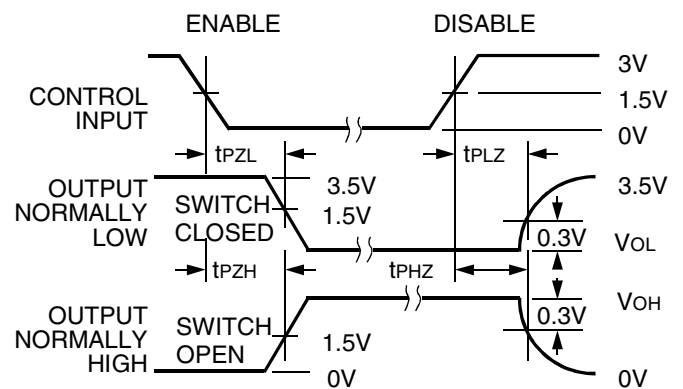 ENABLE DISABLE
3V
CONTROL
INPUT
1.5V
0V
tPZL tPLZ
OUTPUT
NORMALLY
LOW
SWITCH
CLOSED
3.5V
1.5V
3.5V
0.3V
VOL
tPZH tPHZ
OUTPUT
NORMALLY
HIGH
SWITCH
OPEN
1.5V
0V
VOH
0.3V
0V